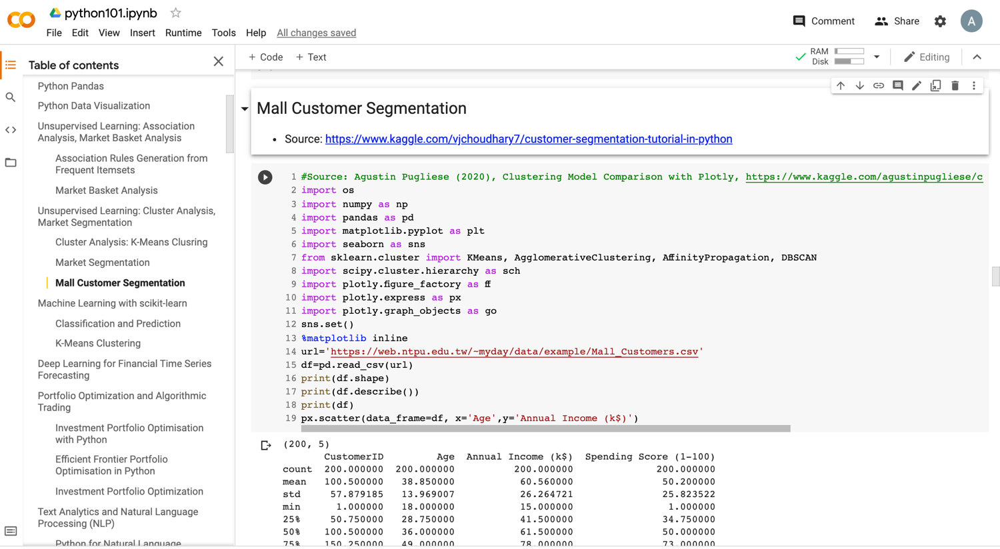 python101.ipynb
File Edit View Insert Runtime Tools Help All changes saved
Comment Share A
Table of contents
Python Pandas
Python Data Visualization
Unsupervised Learning: Association
Analysis, Market Basket Analysis
Association Rules Generation from
Frequent Itemsets
Market Basket Analysis
Unsupervised Learning: Cluster Analysis,
Market Segmentation
Cluster Analysis: K-Means Clusring
Market Segmentation
Mall Customer Segmentation
Machine Learning with scikit-learn
Classification and Prediction
K-Means Clustering
Deep Learning for Financial Time Series
Forecasting
Portfolio Optimization and Algorithmic
Trading
Investment Portfolio Optimisation
with Python
Efficient Frontier Portfolio
Optimisation in Python
Investment Portfolio Optimization
Text Analytics and Natural Language
Processing (NLP)
Python for Natural Language
+ Code + Text
RAM
Disk
Editing
Mall Customer Segmentation
• Source: https://www.kaggle.com/vjchoudhary7/customer-segmentation-tutorial-in-python
1 #Source: Agustin Pugliese (2020), Clustering Model Comparison with Plotly, https://www.kaggle.com/agustinpugliese/c
2 import os
3 import numpy as np
4 import pandas as pd
5 import matplotlib.pyplot as plt
6 import seaborn as sns
7 from sklearn.cluster import KMeans, AgglomerativeClustering, AffinityPropagation, DBSCAN
8 import scipy.cluster.hierarchy as sch
9 import plotly.figure_factory as ff
10 import plotly.express as px
11 import plotly.graph_objects as go
12 sns.set()
13 %matplotlib inline
14 url='https://web.ntpu.edu.tw/~myday/data/example/Mall_Customers.csv'
15 df=pd.read_csv(url)
16 print(df.shape)
17 print(df.describe())
18 print(df)
19 px.scatter(data_frame=df, x='Age',y='Annual Income (k$)')
(200, 5)
CustomerID Age Annual Income (k$) Spending Score (1-100)
count 200.000000 200.000000 200.000000 200.000000
mean 100.500000 38.850000 60.560000 50.200000
std 57.879185 13.969007 26.264721 25.823522
min 1.000000 18.000000 15.000000 1.000000
25% 50.750000 28.750000 41.500000 34.750000
50% 100.500000 36.000000 61.500000 50.000000
75% 150.250000 49.000000 78.000000 73.000000